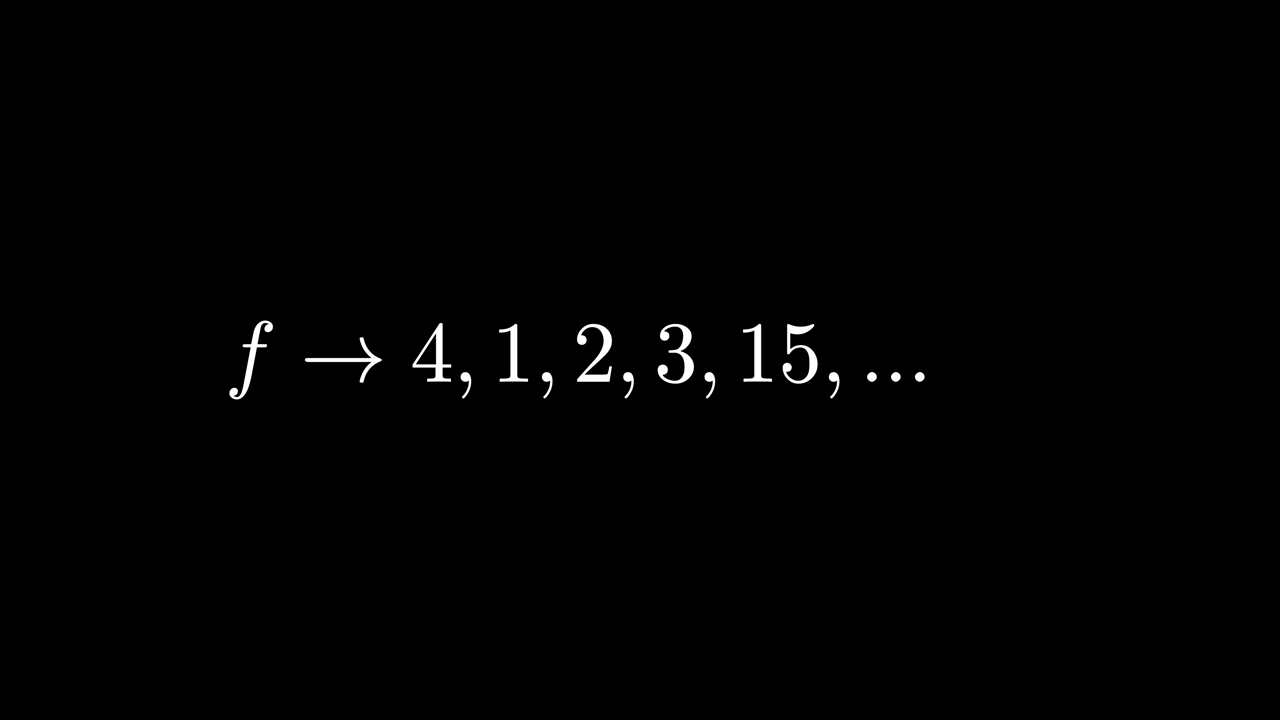 f → 4, 1, 2, 3, 15, ...